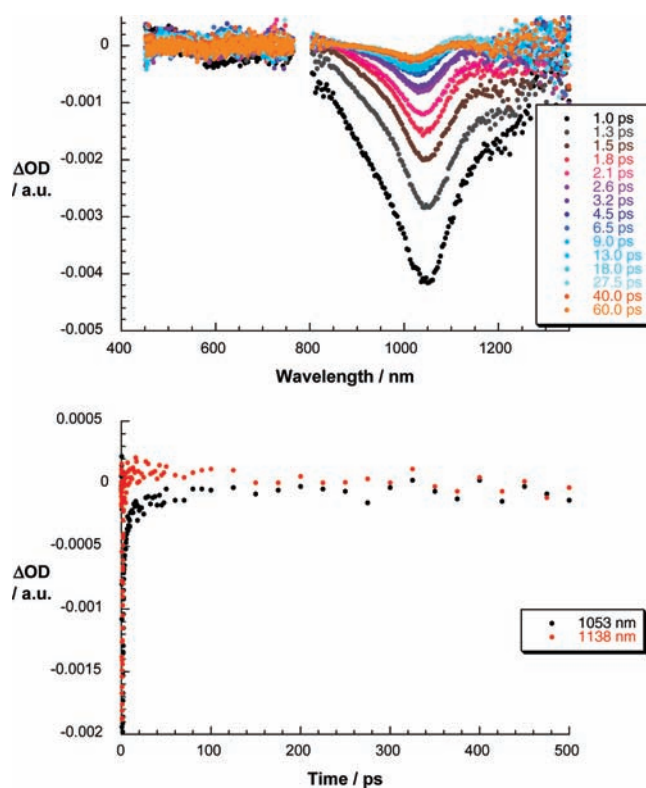 0
-0.001
-0.002
-0.003
-0.004
-0.005
ΔOD
/ a.u.
400 600 800 1000 1200
Wavelength / nm
1.0 ps
1.3 ps
1.5 ps
1.8 ps
2.1 ps
2.6 ps
3.2 ps
4.5 ps
6.5 ps
9.0 ps
13.0 ps
18.0 ps
27.5 ps
40.0 ps
60.0 ps
0.0005
0
-0.0005
-0.001
-0.0015
-0.002
ΔOD
/ a.u.
0 100 200 300 400 500
Time / ps
1053 nm
1138 nm